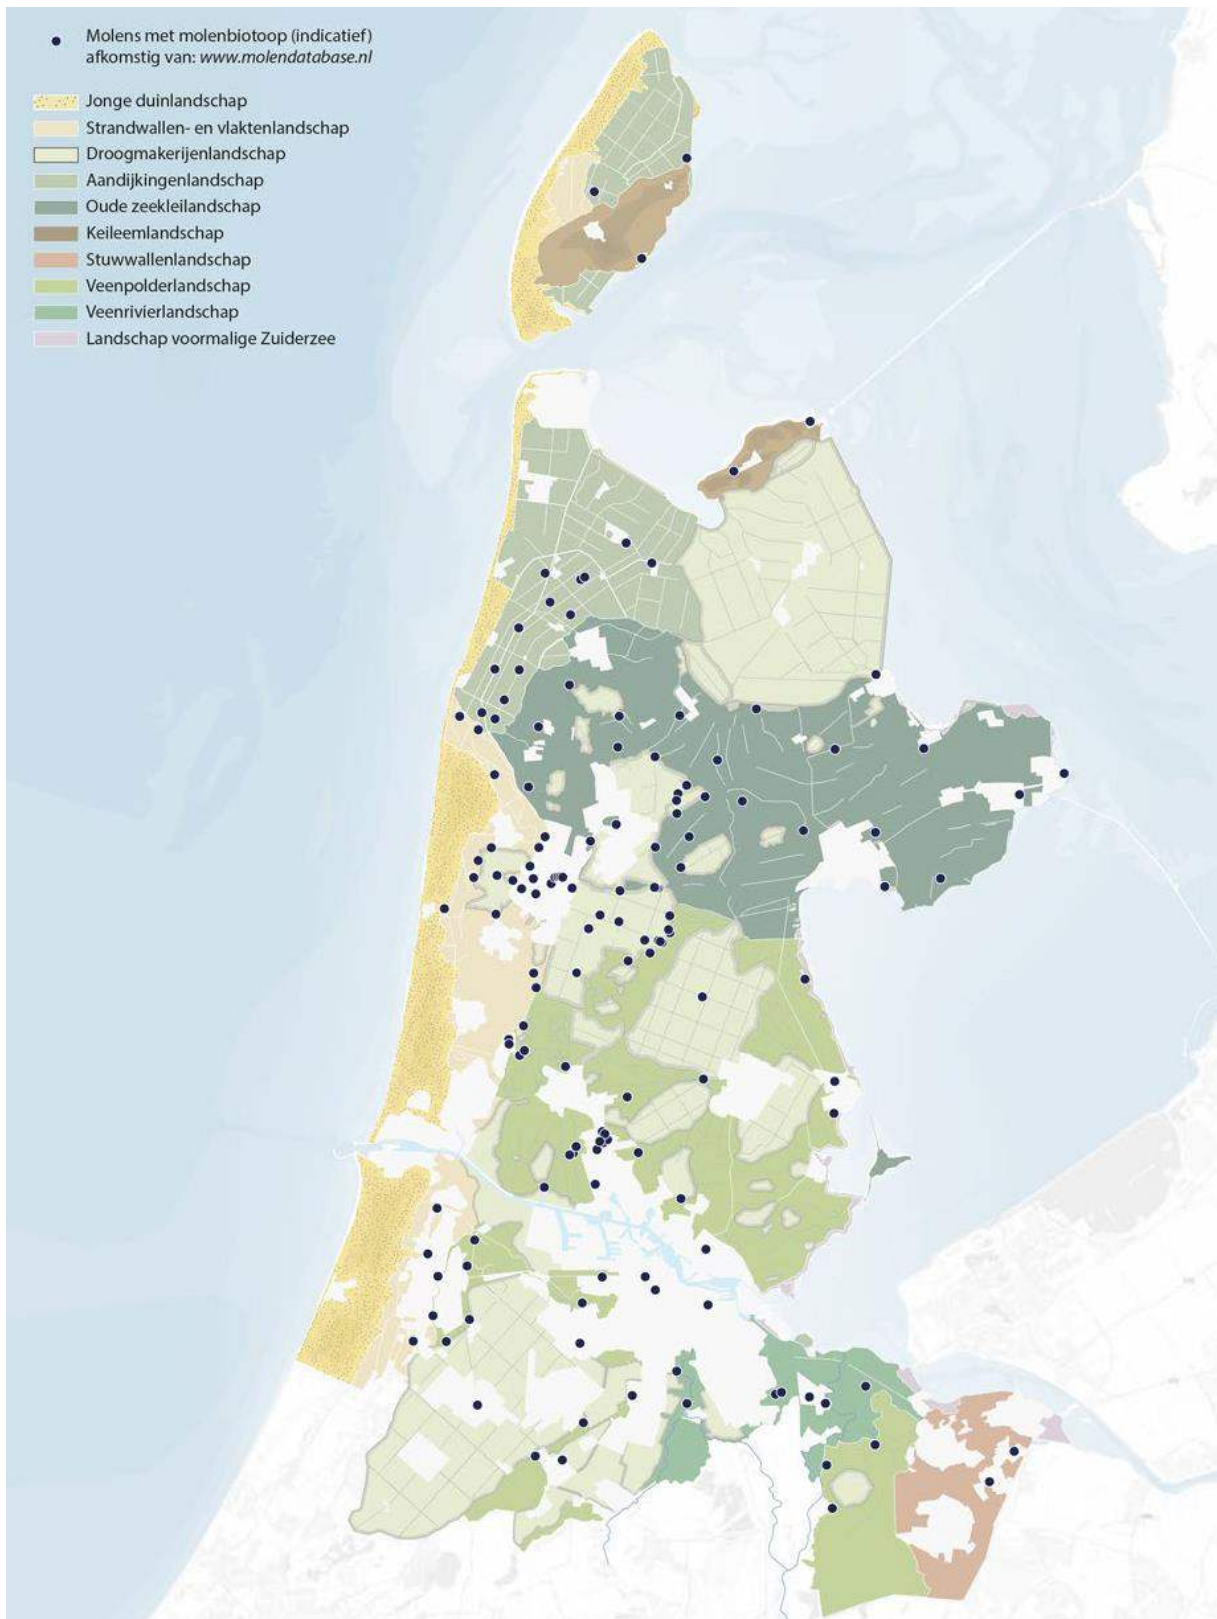 Molens met molenbiotoop (indicatief)
afkomstig van: www.molendatabase.nl
Jonge duinlandschap
Strandwallen- en vlaktenlandschap
Droogmakerijenlandschap
Aandijkingenlandschap
Oude zeekleilandschap
Keileemlandschap
Stuwwallenlandschap
Veenpolderlandschap
Veenrivierlandschap
Landschap voormalige Zuiderzee